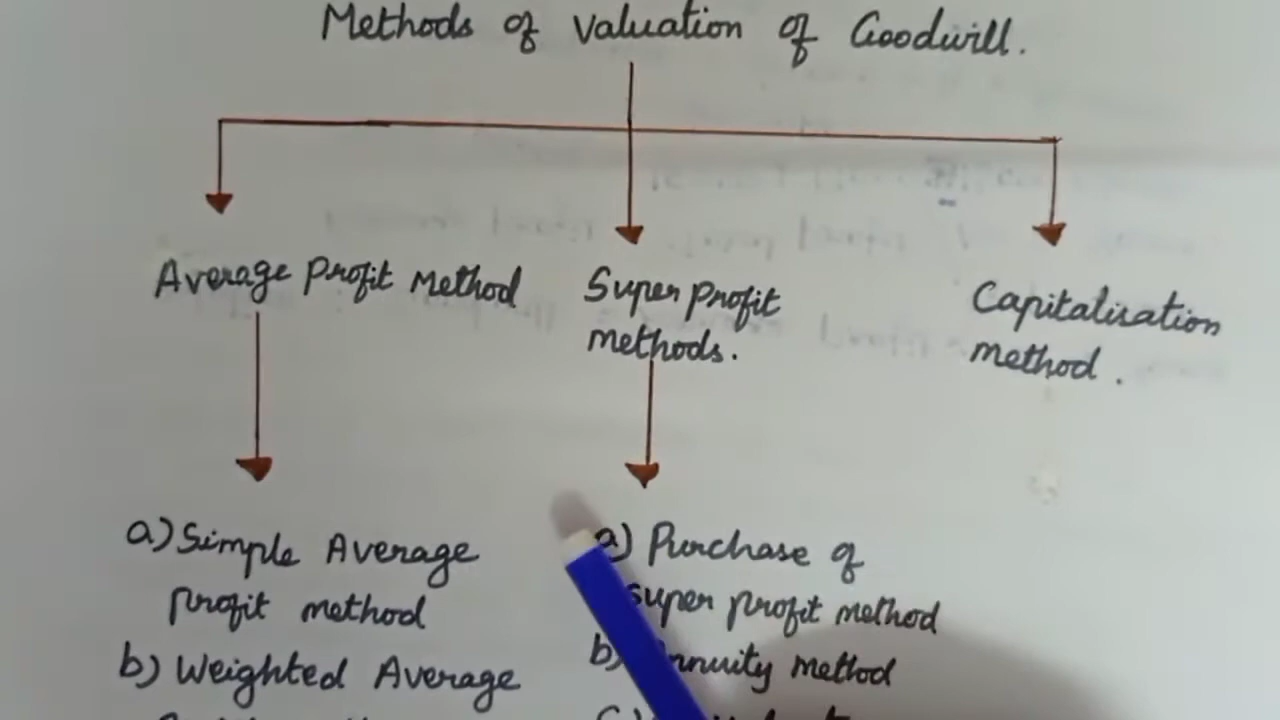 Methods of Valuation of Goodwill.
Average Profit Method
Super Profit
methods.
Capitalisation
method.
a) Simple Average
profit method
b) Weighted Average
a) Purchase of
super profit method
b) Annuity method